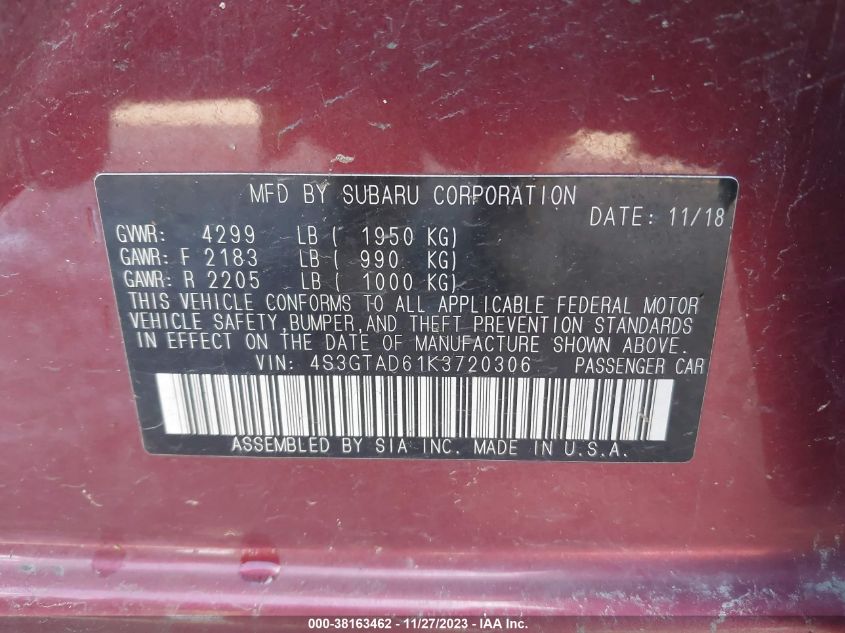 MFD BY SUBARU CORPORATION
DATE: 11/18
GVWR: 4299 LB ( 1950 KG)
GAWR: F 2183 LB ( 990 KG)
GAWR: R 2205 LB ( 1000 KG)
THIS VEHICLE CONFORMS TO ALL APPLICABLE FEDERAL MOTOR
VEHICLE SAFETY, BUMPER, AND THEFT PREVENTION STANDARDS
IN EFFECT ON THE DATE OF MANUFACTURE SHOWN ABOVE.
VIN: 4S3GTAD61K3720306 PASSENGER CAR
ASSEMBLED BY SIA INC. MADE IN U.S.A.
000-38163462 - 11/27/2023 - IAA Inc.